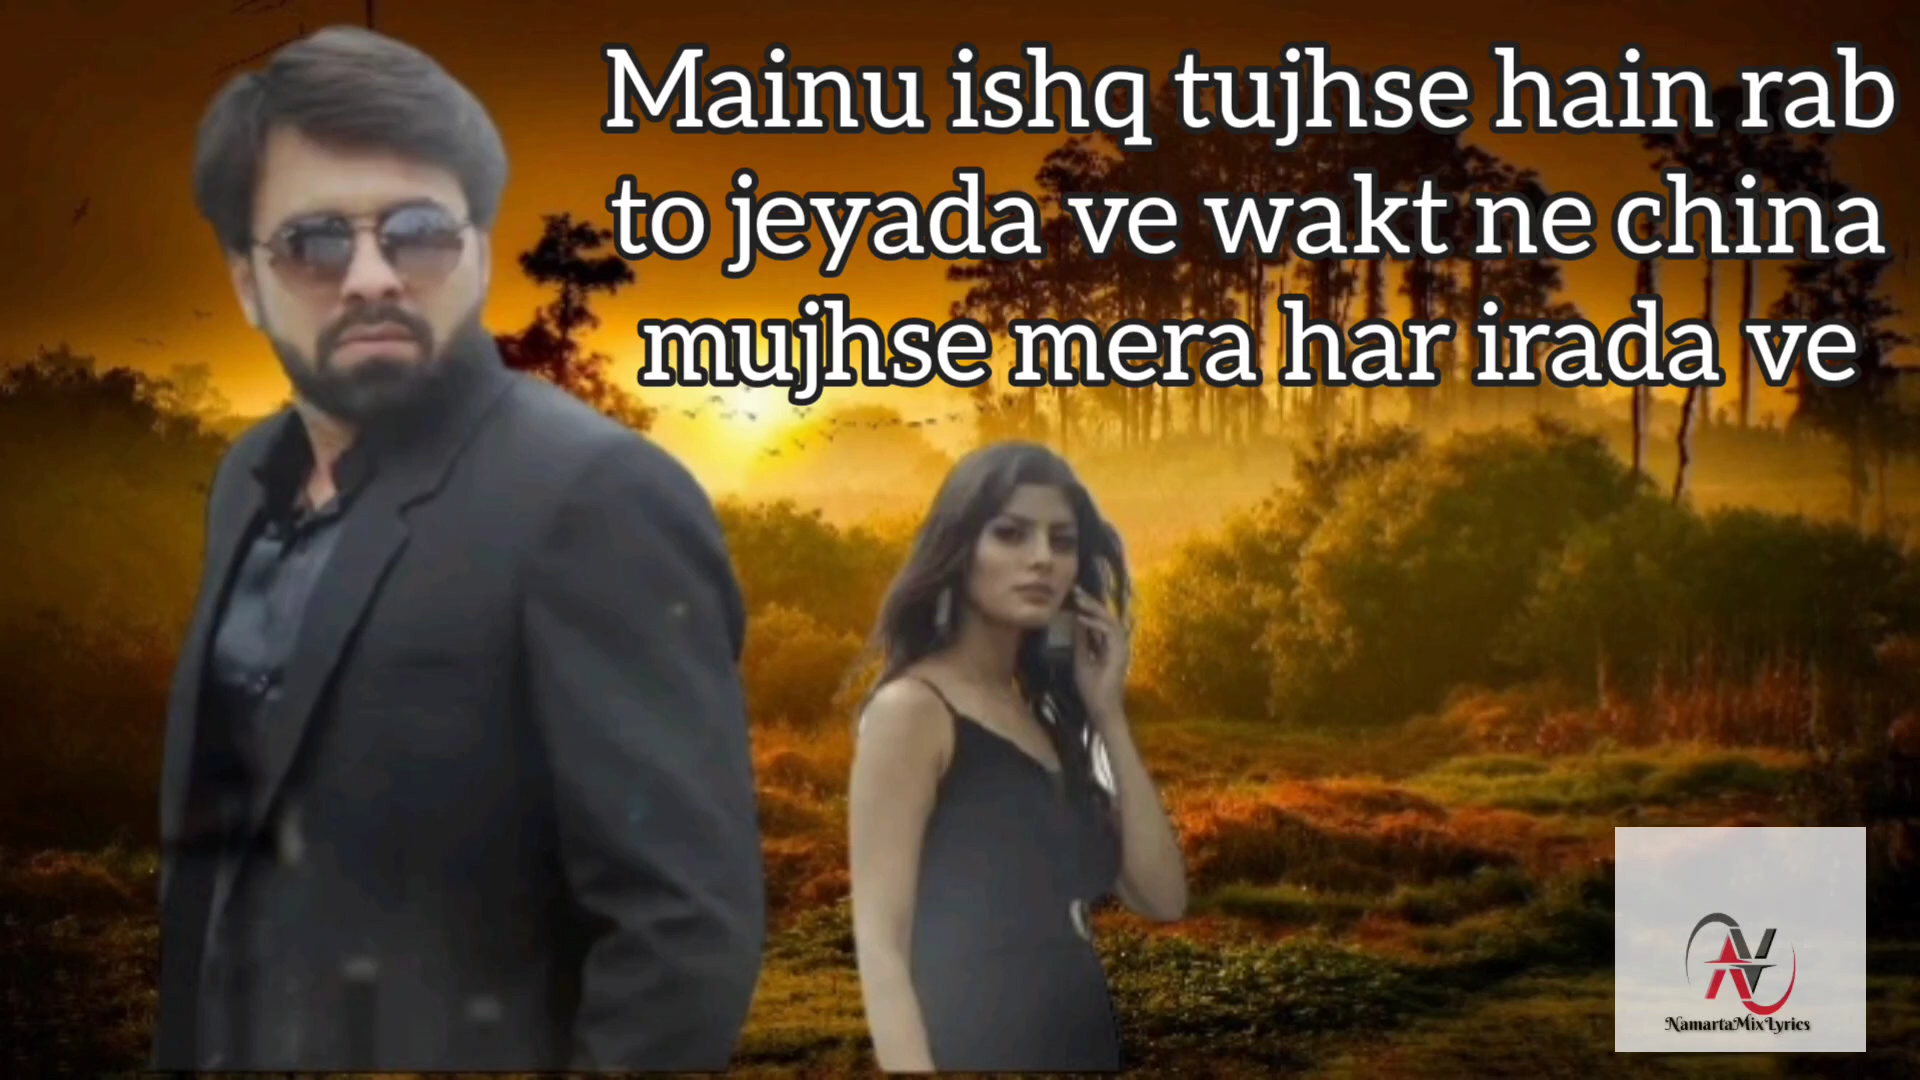 Mainu ishq tujhse hain rab
to jeyada ve wakt ne china
mujhse mera har irada ve
NamartaMixLyrics